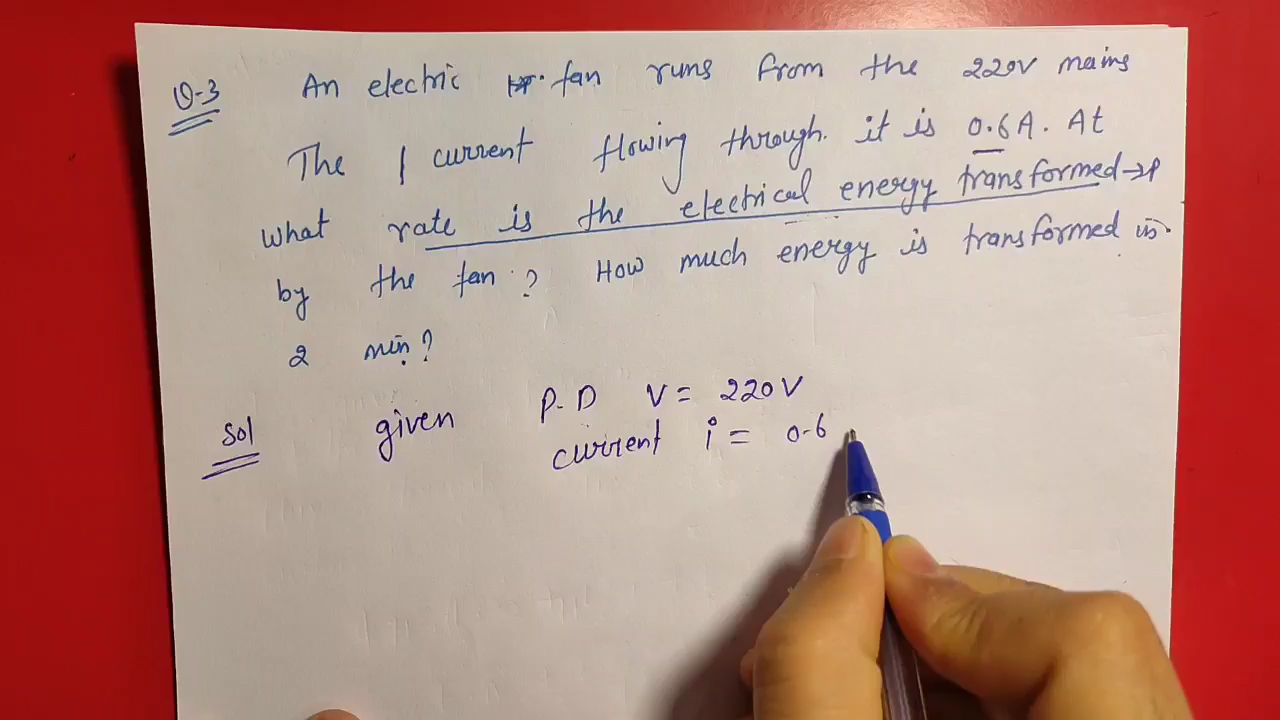 Q-3 An electric fan runs from the 220V mains
The current flowing through. it is 0.6A. At
what rate is the electrical energy transformed→P
by the fan? How much energy is transformed in
2 min?
Sol given P.D V = 220V
current i = 0.6